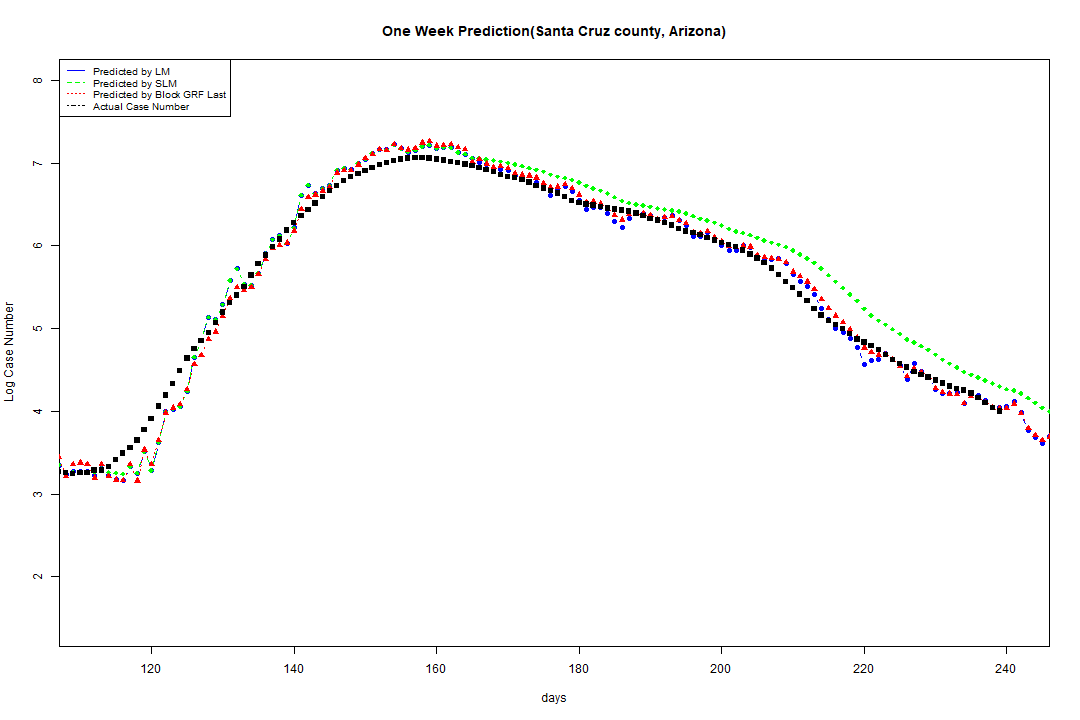 One Week Prediction(Santa Cruz county, Arizona)
Predicted by LM
Predicted by SLM
Predicted by Block GRF Last
Actual Case Number
8
7
6
5
4
3
2
Log Case Number
120 140 160 180 200 220 240
days